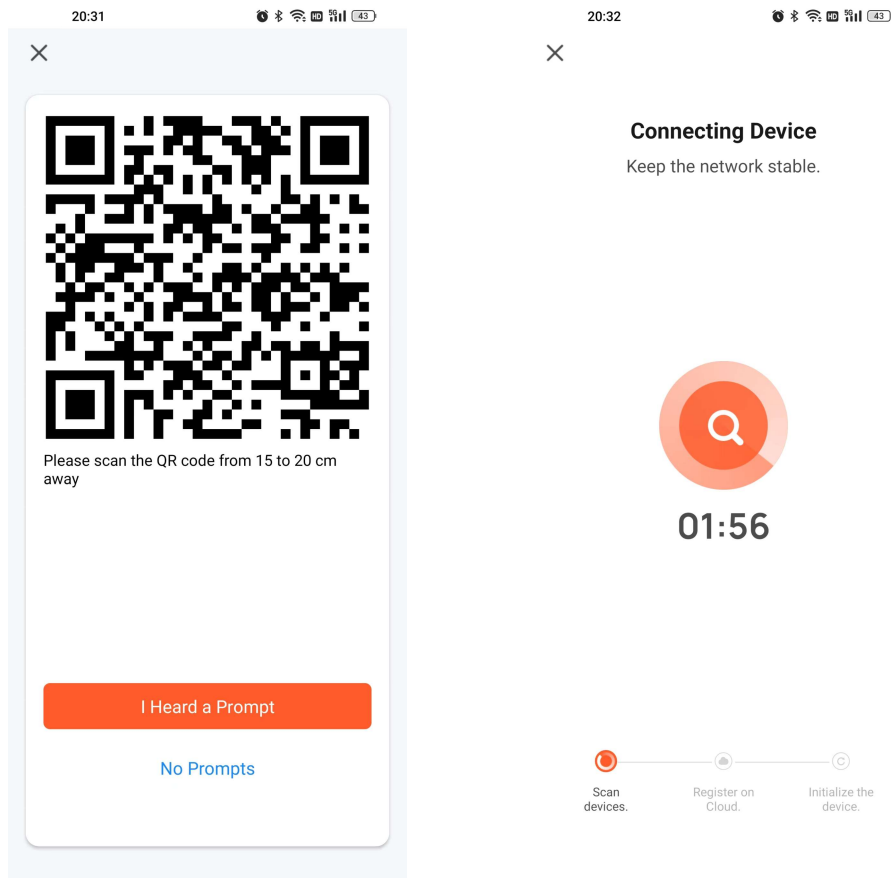 20:31
HD 5G 43
Please scan the QR code from 15 to 20 cm
away
I Heard a Prompt
No Prompts
20:32
HD 5G 43
Connecting Device
Keep the network stable.
01:56
Scan
devices.
Register on
Cloud.
Initialize the
device.